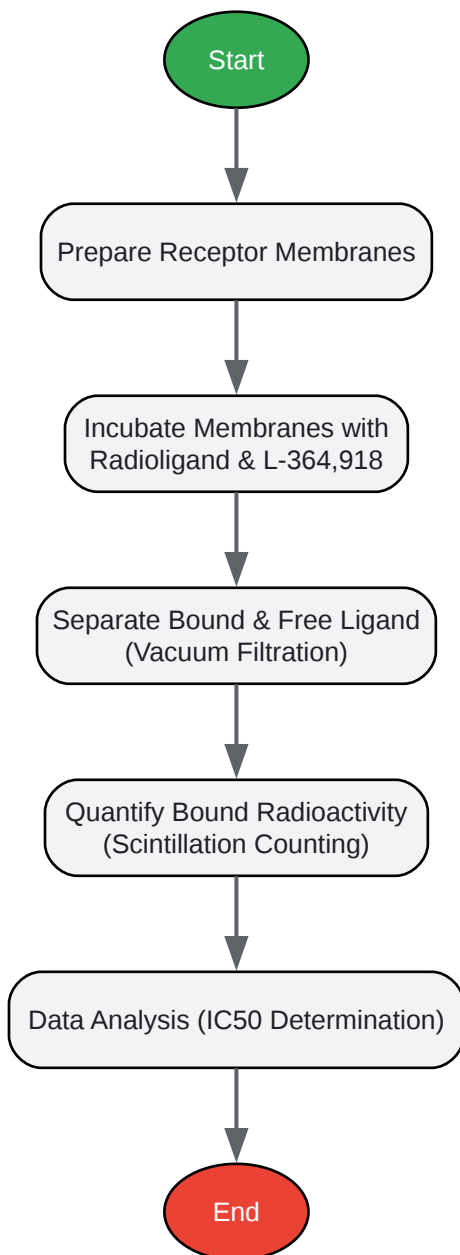 Start
Prepare Receptor Membranes
Incubate Membranes with
Radioligand & L-364,918
Separate Bound & Free Ligand
(Vacuum Filtration)
Quantify Bound Radioactivity
(Scintillation Counting)
Data Analysis (IC50 Determination)
End